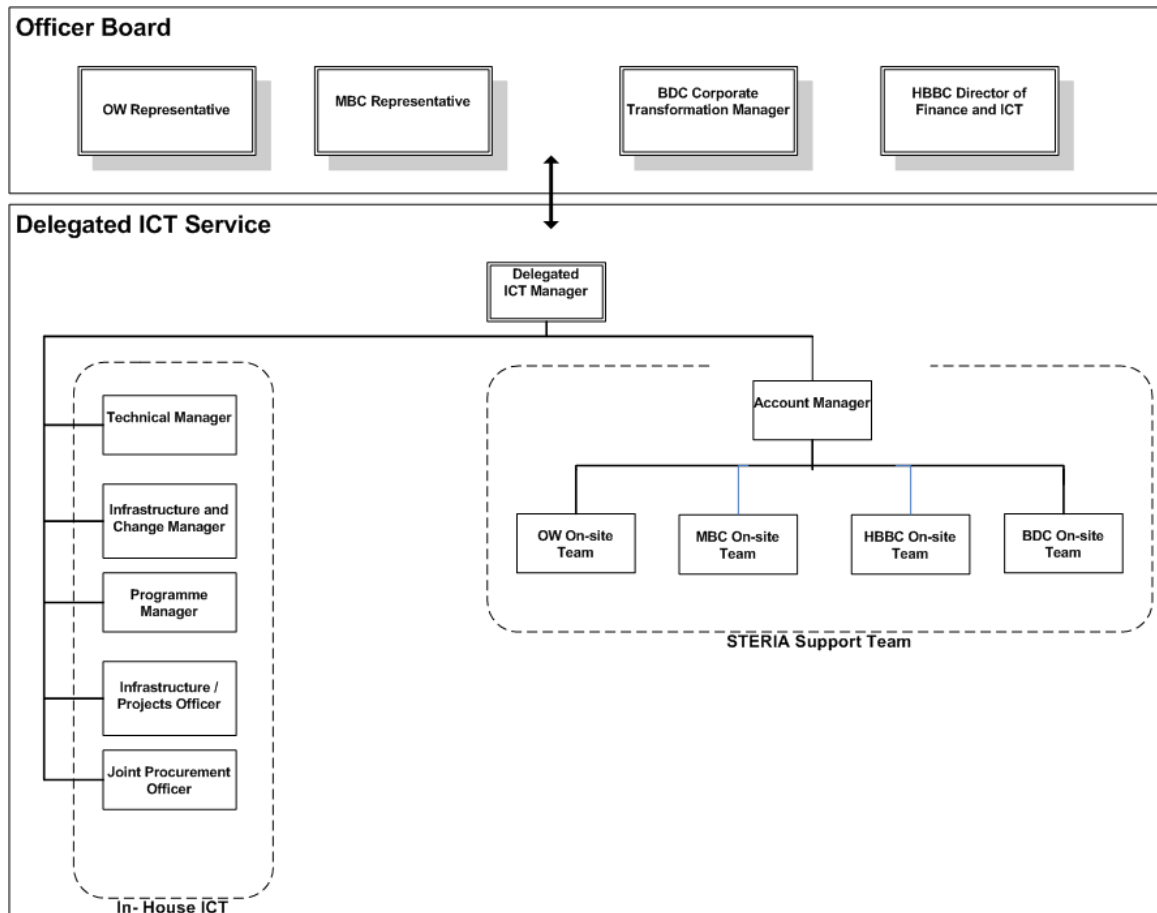 Officer Board
OW Representative
MBC Representative
BDC Corporate
Transformation Manager
HBBC Director of
Finance and ICT
Delegated ICT Service
Delegated
ICT Manager
Technical Manager
Infrastructure and
Change Manager
Programme
Manager
Infrastructure /
Projects Officer
Joint Procurement
Officer
In- House ICT
Account Manager
OW On-site
Team
MBC On-site
Team
HBBC On-site
Team
BDC On-site
Team
STERIA Support Team